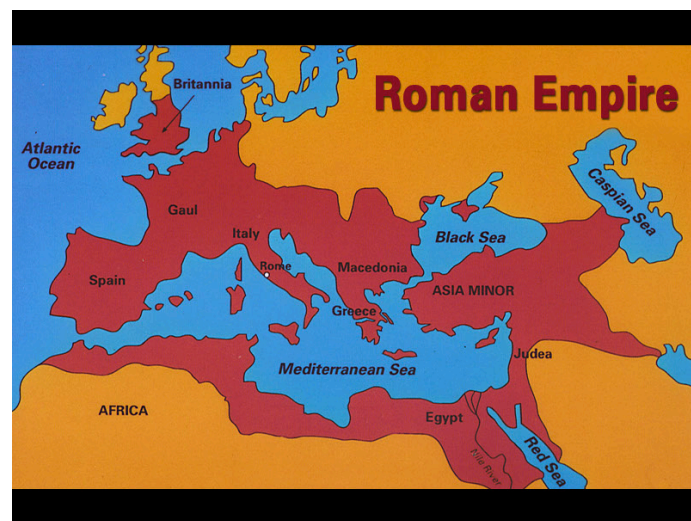 Roman Empire
Britannia
Atlantic
Ocean
Caspian Sea
Gaul
Italy
Black Sea
Rome
Macedonia
Spain
ASIA MINOR
Greece
Judea
Mediterranean Sea
AFRICA
Egypt
Red Sea
Nile River